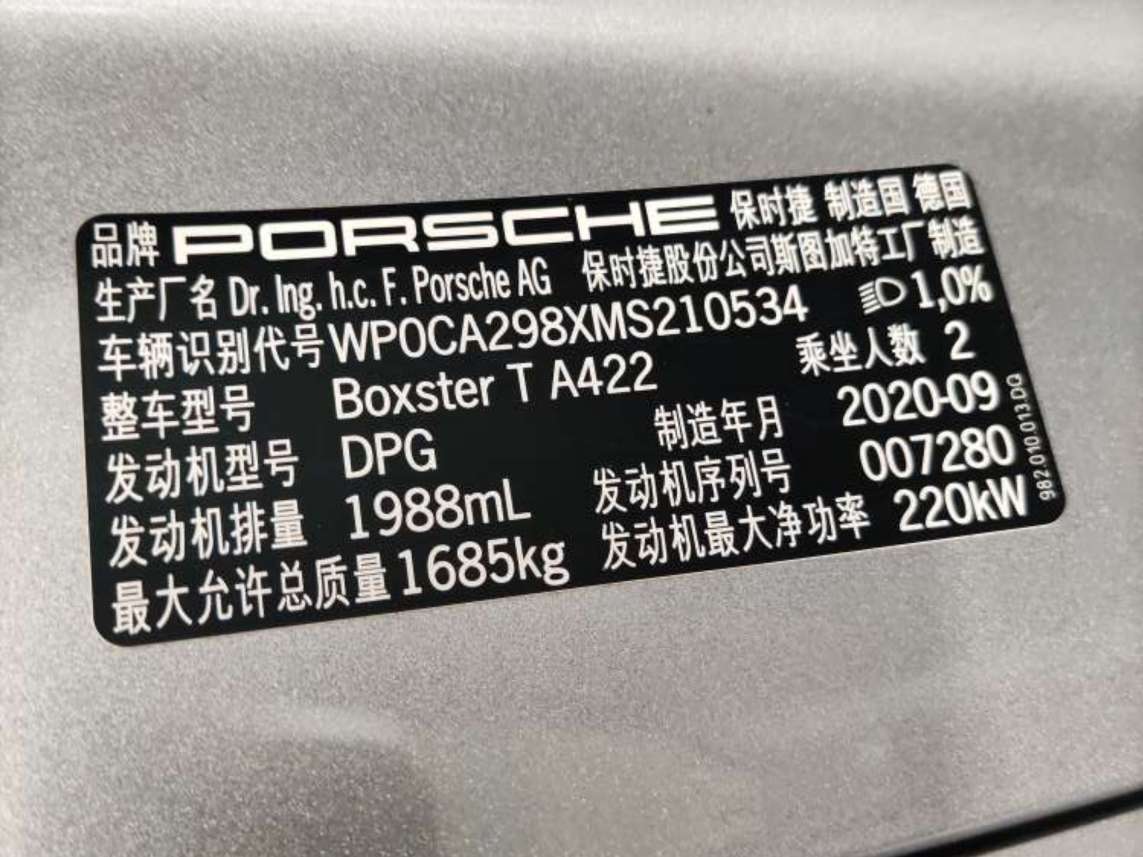 品牌 PORSCHE 保时捷 制造国 德国
生产厂名 Dr. Ing. h.c. F. Porsche AG 保时捷股份公司斯图加特工厂制造
车辆识别代号 WP0CA298XMS210534 1,0%
整车型号 Boxster T A422 乘坐人数 2
发动机型号 DPG 制造年月 2020-09
发动机排量 1988mL 发动机序列号 007280
最大允许总质量 1685kg 发动机最大净功率 220kW
982.010.013.DQ